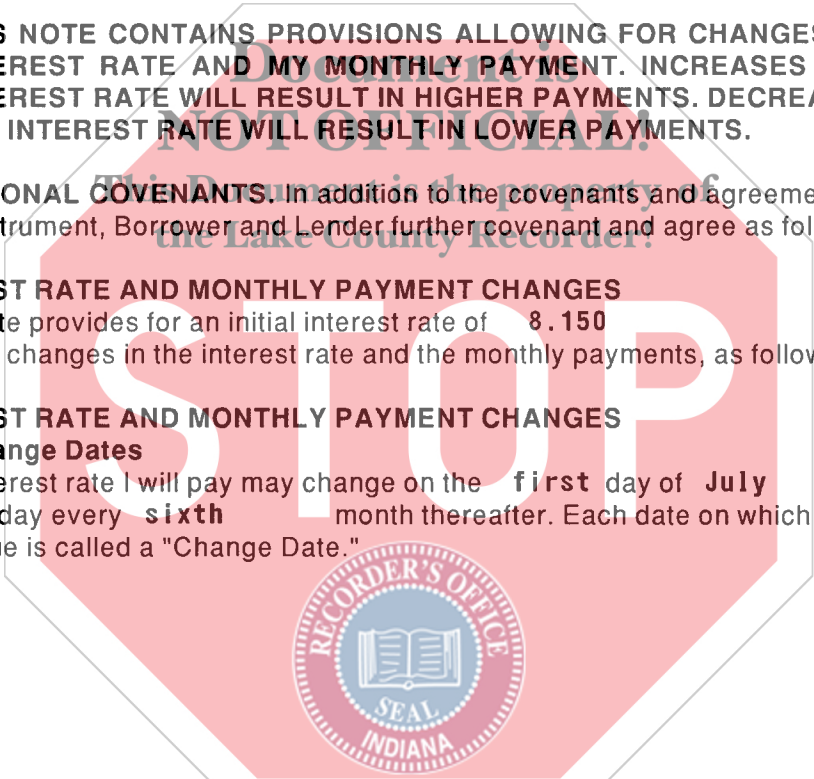 S NOTE CONTAINS PROVISIONS ALLOWING FOR CHANGES
EREST RATE AND MY MONTHLY PAYMENT. INCREASES
Document is
EREST RATE WILL RESULT IN HIGHER PAYMENTS. DECREA
INTEREST RATE WILL RESULT IN LOWER PAYMENTS.
NOT OFFICIAL!
ONAL COVENANTS. In addition to the covenants and agreeme
This Document is the property of
trument, Borrower and Lender further covenant and agree as fol
the Lake County Recorder!
ST RATE AND MONTHLY PAYMENT CHANGES
te provides for an initial interest rate of 8.150
changes in the interest rate and the monthly payments, as follow
STOP
ST RATE AND MONTHLY PAYMENT CHANGES
ange Dates
erest rate I will pay may change on the first day of July
day every sixth month thereafter. Each date on which
e is called a "Change Date."
RECORDER'S OFFICE
SEAL
INDIANA